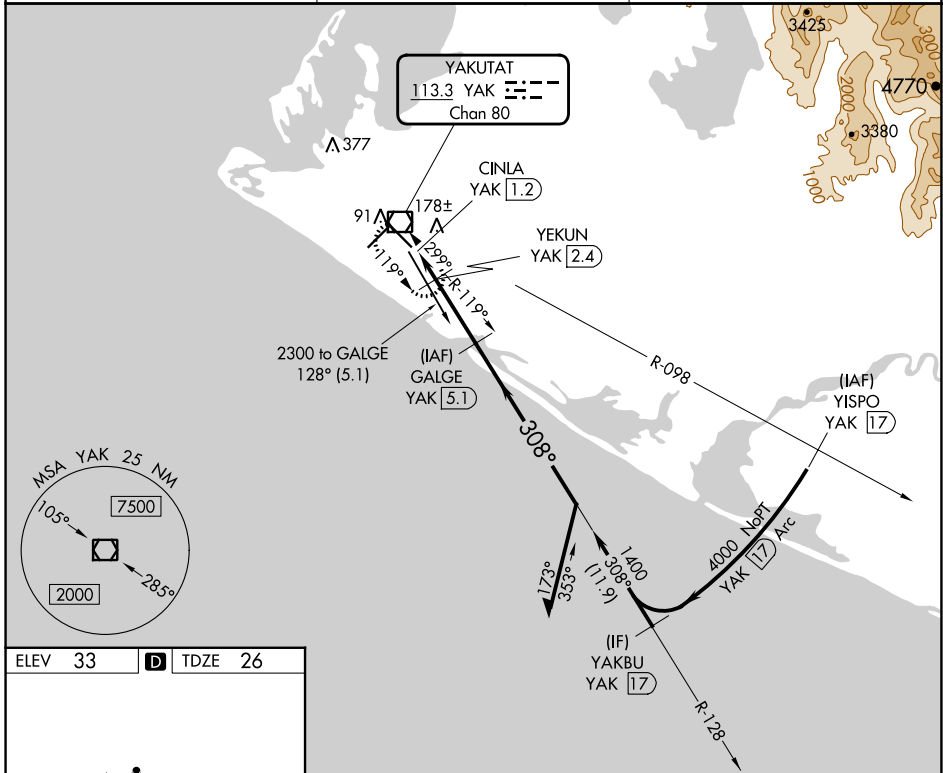 3425
3000
4770
2000
3380
1000
YAKUTAT
113.3 YAK
Chan 80
377
CINLA
YAK 1.2
91
178±
YEKUN
YAK 2.4
299°
R-119°
119°
2300 to GALGE
128° (5.1)
(IAF)
GALGE
YAK 5.1
R-098
(IAF)
YISPO
YAK 17
308°
MSA YAK 25 NM
105°
7500
2000
285°
4000 NoPT
YAK 17 Arc
1400
308°
(11.9)
173°
353°
(IF)
YAKBU
YAK 17
R-128
ELEV 33 D TDZE 26